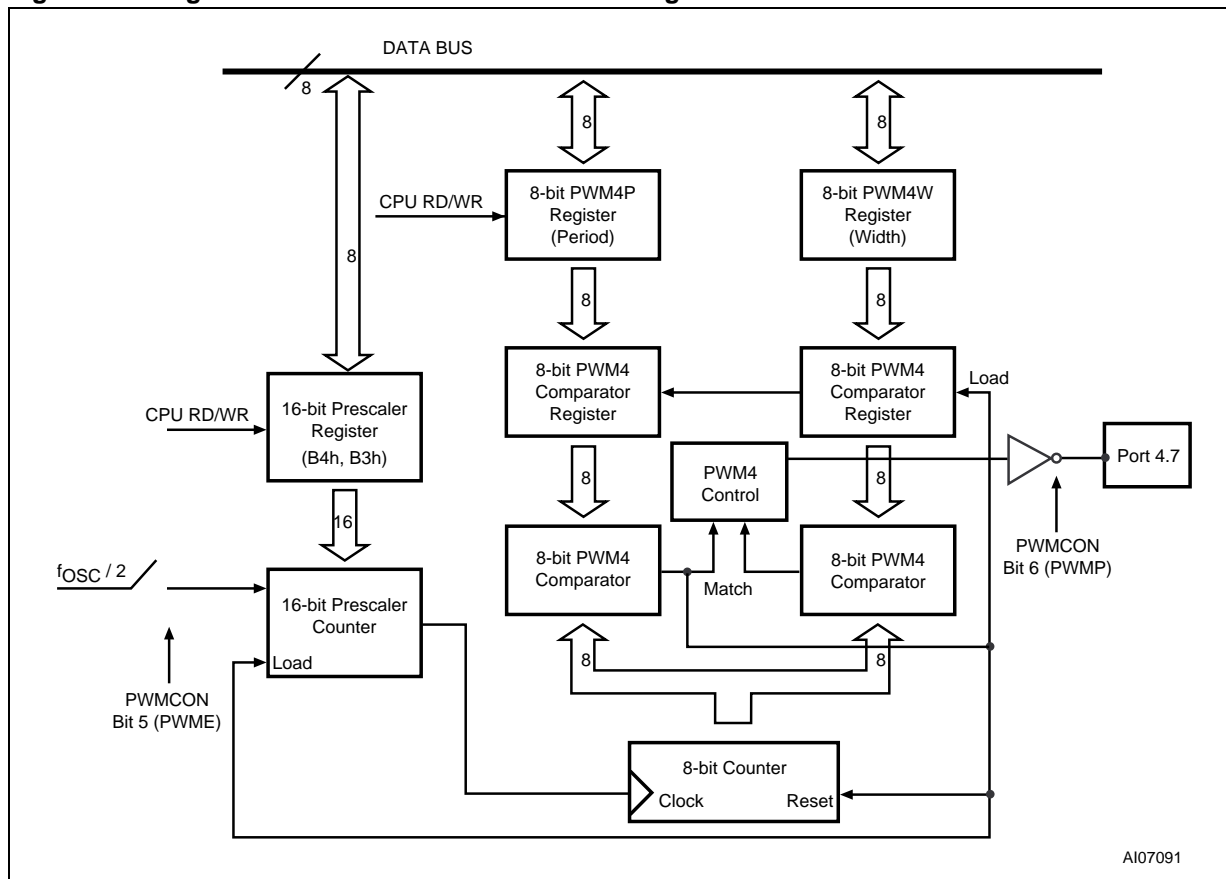 DATA BUS
8
8
8
CPU RD/WR
8-bit PWM4P
Register
(Period)
8-bit PWM4W
Register
(Width)
8
8
8
8-bit PWM4
Comparator
Register
8-bit PWM4
Comparator
Register
Load
CPU RD/WR
16-bit Prescaler
Register
(B4h, B3h)
8
PWM4
Control
8
Port 4.7
16
PWMCON
Bit 6 (PWMP)
fOSC / 2
16-bit Prescaler
Counter
Load
8-bit PWM4
Comparator
Match
8-bit PWM4
Comparator
8
8
PWMCON
Bit 5 (PWME)
8-bit Counter
Clock
Reset
AI07091